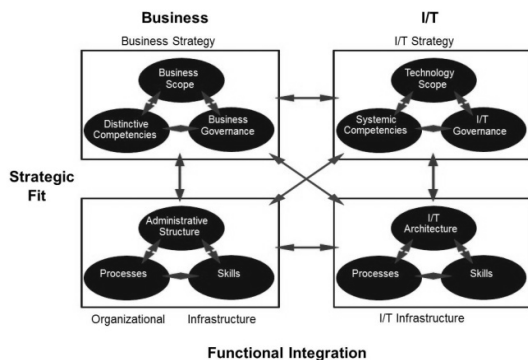 Business
I/T
Business Strategy
I/T Strategy
Business
Scope
Technology
Scope
Distinctive
Competencies
Business
Governance
Systemic
Competencies
I/T
Governance
Strategic
Fit
Administrative
Structure
I/T
Architecture
Processes
Skills
Processes
Skills
Organizational
Infrastructure
I/T Infrastructure
Functional Integration